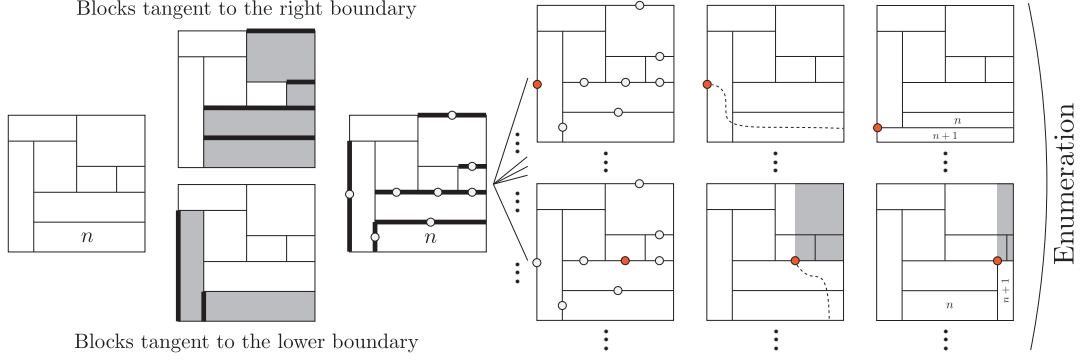 Blocks tangent to the right boundary
n
n
n
n + 1
n
n + 1
Blocks tangent to the lower boundary
Enumeration